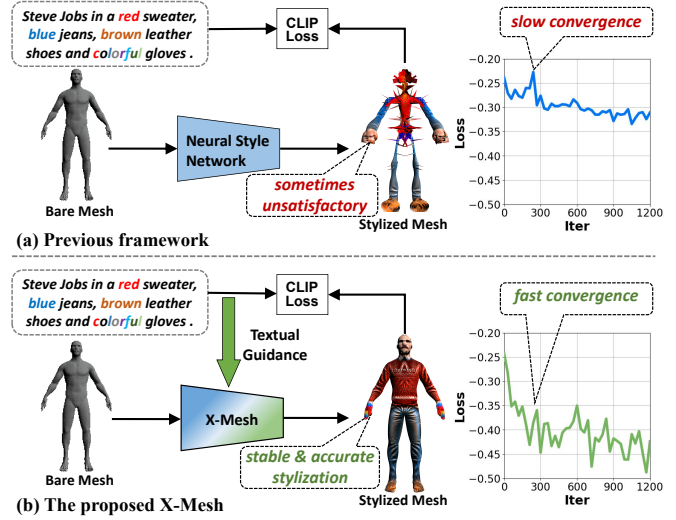 Steve Jobs in a red sweater,
blue jeans, brown leather
shoes and colorful gloves .
CLIP
Loss
slow convergence
Neural Style
Network
sometimes
unsatisfactory
Bare Mesh
Stylized Mesh
Loss
-0.20
-0.25
-0.30
-0.35
-0.40
-0.45
-0.50
0
300
600
900
1200
Iter
(a) Previous framework
Steve Jobs in a red sweater,
blue jeans, brown leather
shoes and colorful gloves .
CLIP
Loss
fast convergence
Textual
Guidance
X-Mesh
stable & accurate
stylization
Bare Mesh
Stylized Mesh
Loss
-0.20
-0.25
-0.30
-0.35
-0.40
-0.45
-0.50
0
300
600
900
1200
Iter
(b) The proposed X-Mesh